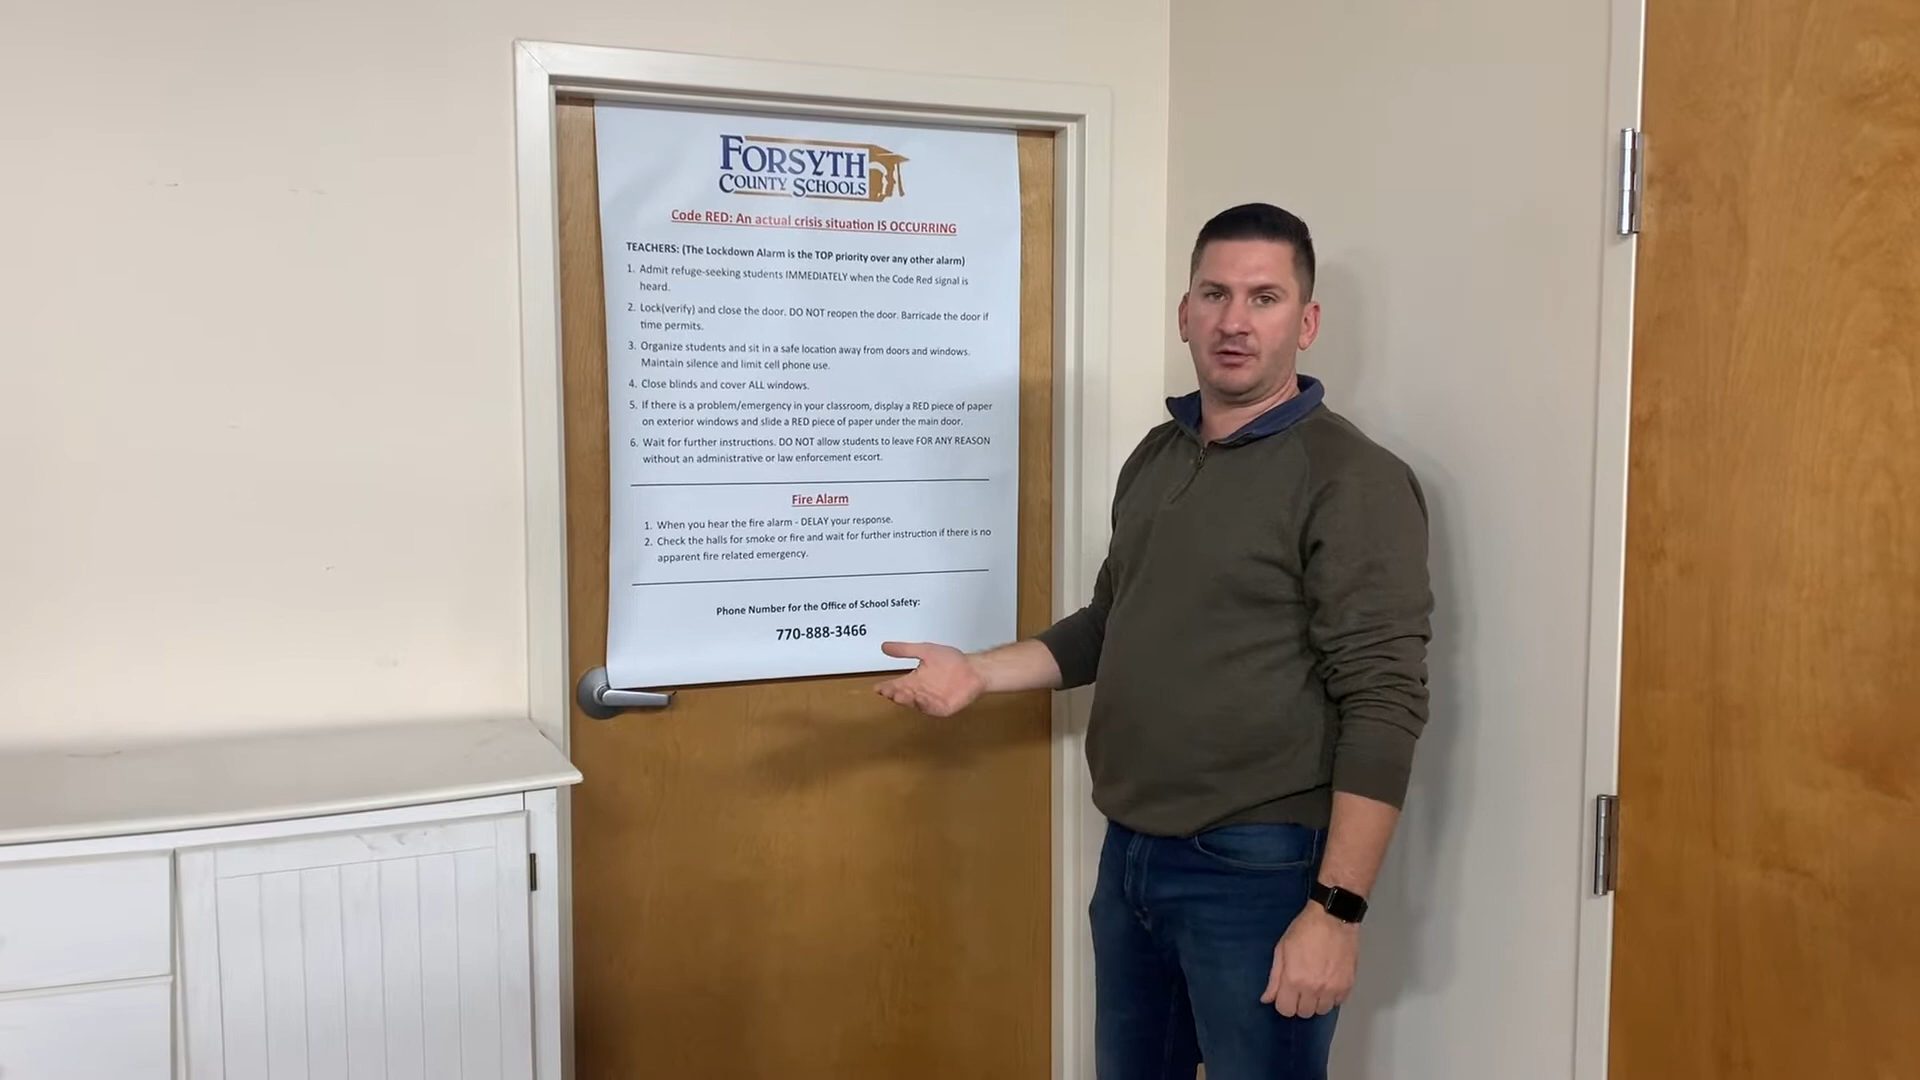 FORSYTH
COUNTY SCHOOLS
Code RED: An actual crisis situation IS OCCURRING
TEACHERS: (The Lockdown Alarm is the TOP priority over any other alarm)
1. Admit refuge-seeking students IMMEDIATELY when the Code Red signal is
heard.
2. Lock(verify) and close the door. DO NOT reopen the door. Barricade the door if
time permits.
3. Organize students and sit in a safe location away from doors and windows.
Maintain silence and limit cell phone use.
4. Close blinds and cover ALL windows.
5. If there is a problem/emergency in your classroom, display a RED piece of paper
on exterior windows and slide a RED piece of paper under the main door.
6. Wait for further instructions. DO NOT allow students to leave FOR ANY REASON
without an administrative or law enforcement escort.
Fire Alarm
1. When you hear the fire alarm - DELAY your response.
2. Check the halls for smoke or fire and wait for further instruction if there is no
apparent fire related emergency.
Phone Number for the Office of School Safety:
770-888-3466